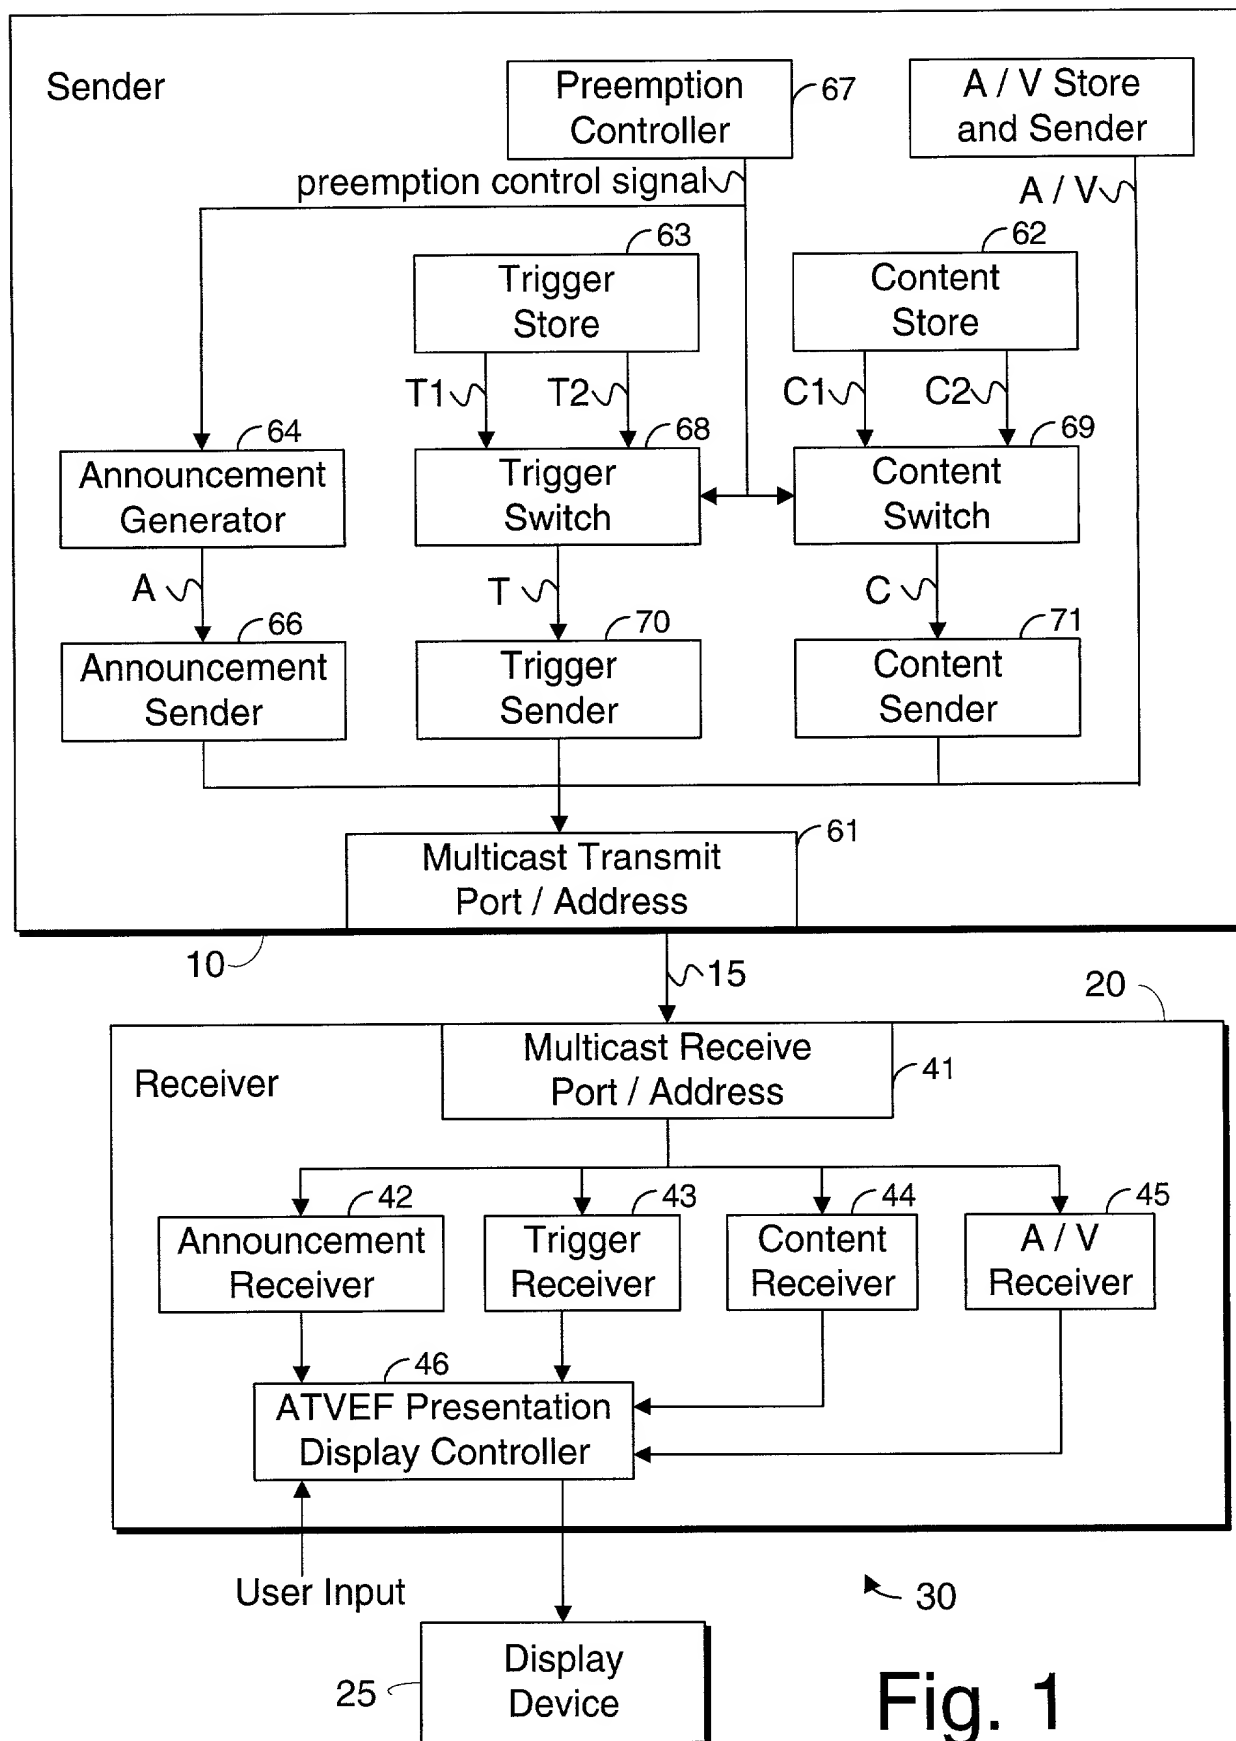 Sender
Preemption
Controller
67
A / V Store
and Sender
preemption control signal
A / V
63
62
Trigger
Store
Content
Store
T1
T2
C1
C2
64
68
69
Announcement
Generator
Trigger
Switch
Content
Switch
A
T
C
66
70
71
Announcement
Sender
Trigger
Sender
Content
Sender
61
Multicast Transmit
Port / Address
10
15
20
Multicast Receive
Port / Address
Receiver
41
42
43
44
45
Announcement
Receiver
Trigger
Receiver
Content
Receiver
A / V
Receiver
46
ATVEF Presentation
Display Controller
User Input
30
Display
Device
25
Fig. 1